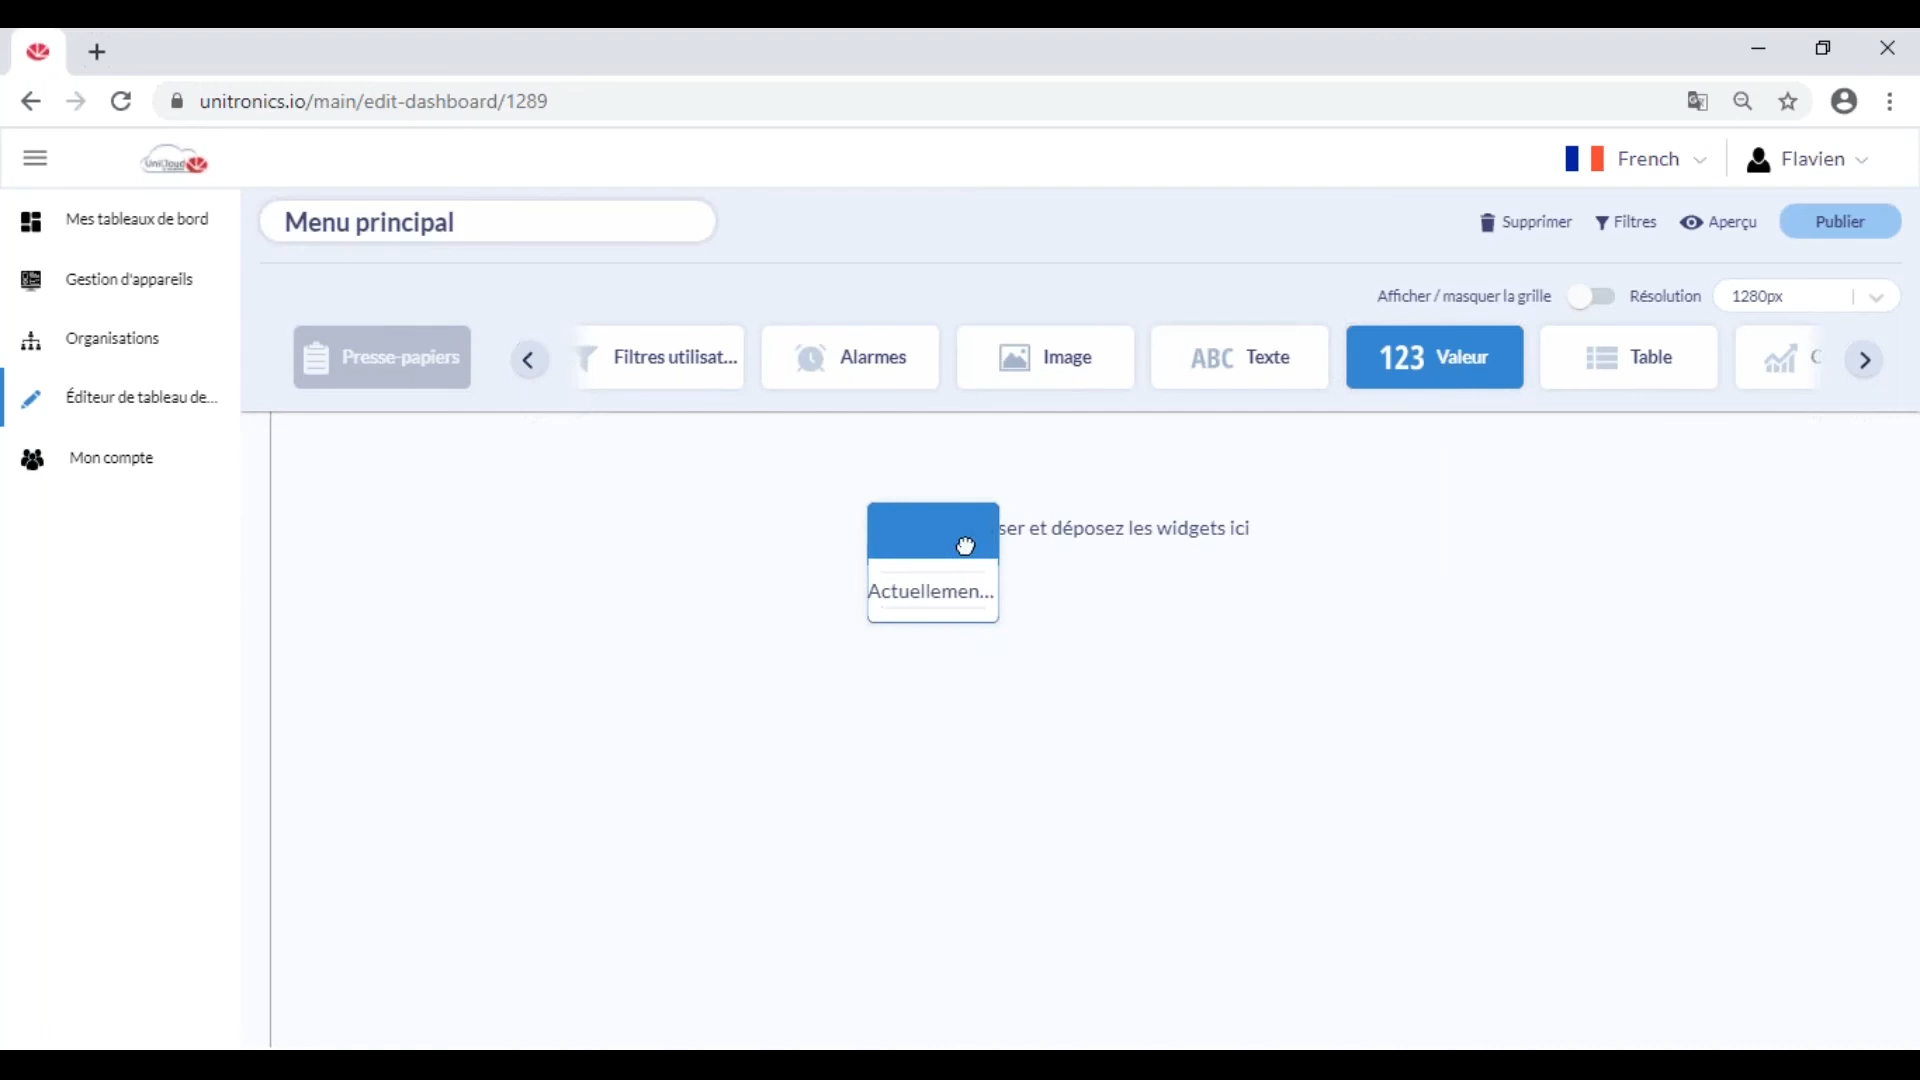 unitronics.io/main/edit-dashboard/1289
UniCloud
French
Flavien
Mes tableaux de bord
Menu principal
Supprimer
Filtres
Aperçu
Publier
Gestion d'appareils
Afficher / masquer la grille
Résolution
1280px
Organisations
Presse-papiers
Filtres utilisat...
Alarmes
Image
ABC Texte
123 Valeur
Table
Éditeur de tableau de...
Mon compte
ser et déposez les widgets ici
Actuellemen...